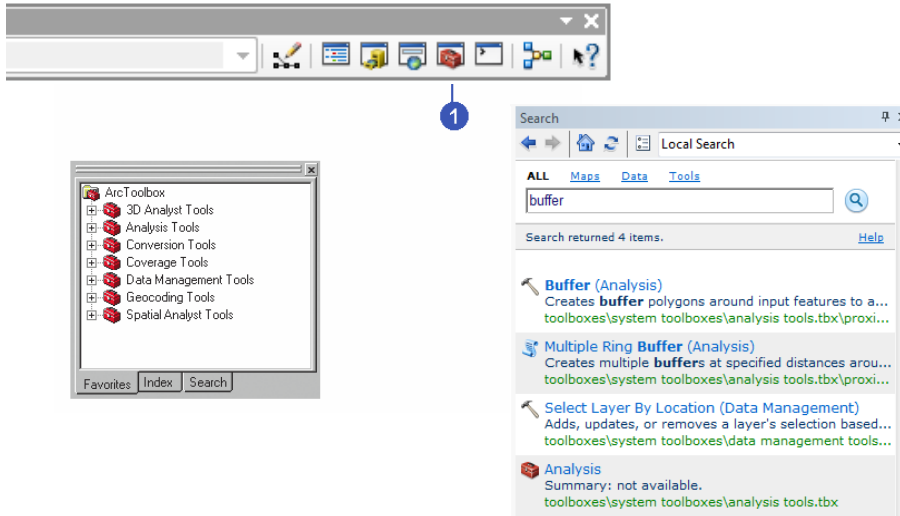 1
ArcToolbox
3D Analyst Tools
Analysis Tools
Conversion Tools
Coverage Tools
Data Management Tools
Geocoding Tools
Spatial Analyst Tools
Favorites Index Search
Search
Local Search
ALL Maps Data Tools
buffer
Search returned 4 items. Help
Buffer (Analysis)
Creates buffer polygons around input features to a...
toolboxes\system toolboxes\analysis tools.tbx\proxi...
Multiple Ring Buffer (Analysis)
Creates multiple buffers at specified distances arou...
toolboxes\system toolboxes\analysis tools.tbx\proxi...
Select Layer By Location (Data Management)
Adds, updates, or removes a layer's selection based...
toolboxes\system toolboxes\data management tools...
Analysis
Summary: not available.
toolboxes\system toolboxes\analysis tools.tbx